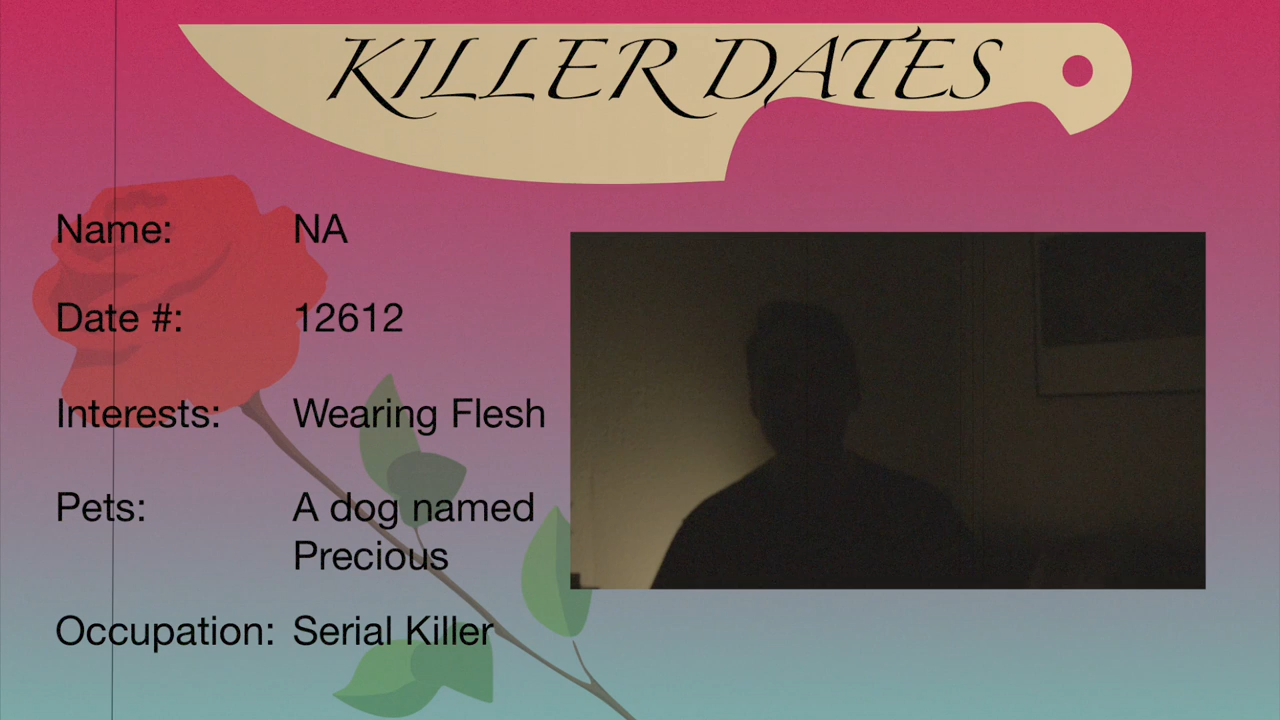 KILLER DATES
Name: NA
Date #: 12612
Interests: Wearing Flesh
Pets: A dog named
Precious
Occupation: Serial Killer